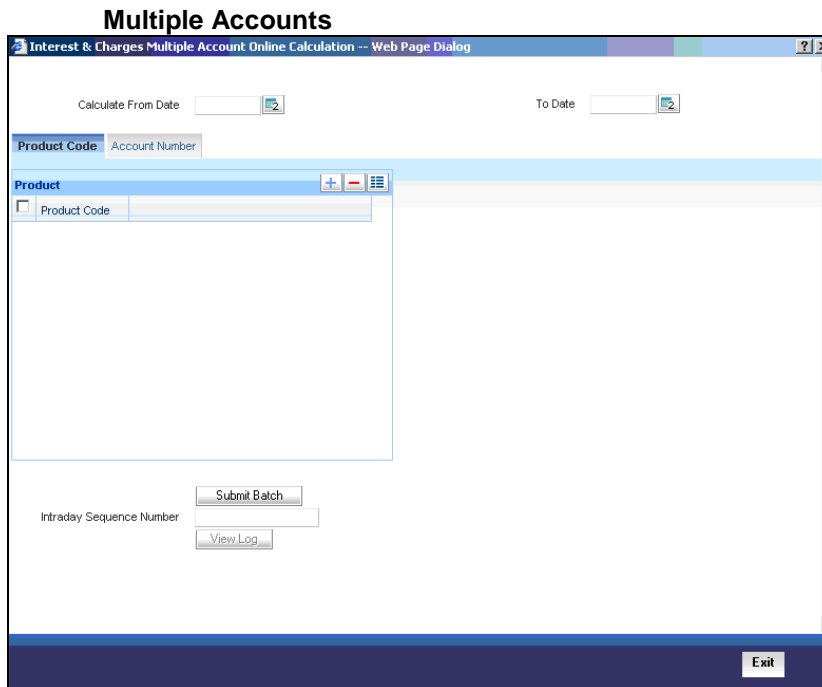 Multiple Accounts
Interest & Charges Multiple Account Online Calculation -- Web Page Dialog
Calculate From Date
To Date
Product Code Account Number
Product
Product Code
Submit Batch
Intraday Sequence Number
View Log
Exit